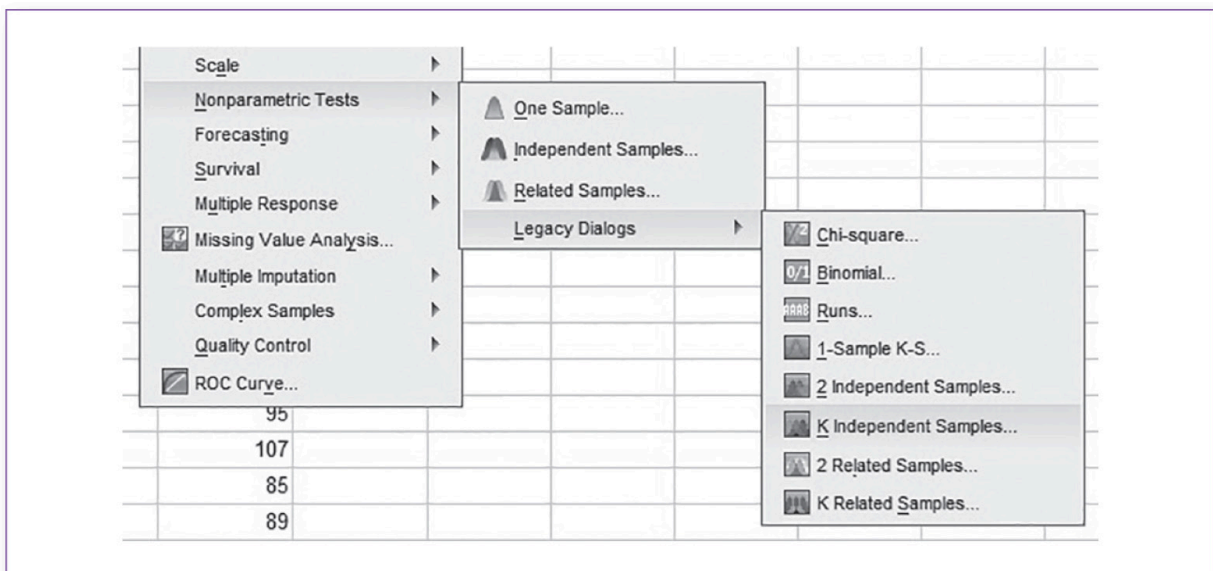 Scale
Nonparametric Tests
Forecasting
Survival
Multiple Response
Missing Value Analysis...
Multiple Imputation
Complex Samples
Quality Control
ROC Curve...
One Sample...
Independent Samples...
Related Samples...
Legacy Dialogs
Chi-square...
0/1 Binomial...
Runs...
1-Sample K-S...
2 Independent Samples...
K Independent Samples...
2 Related Samples...
K Related Samples...
95
107
85
89